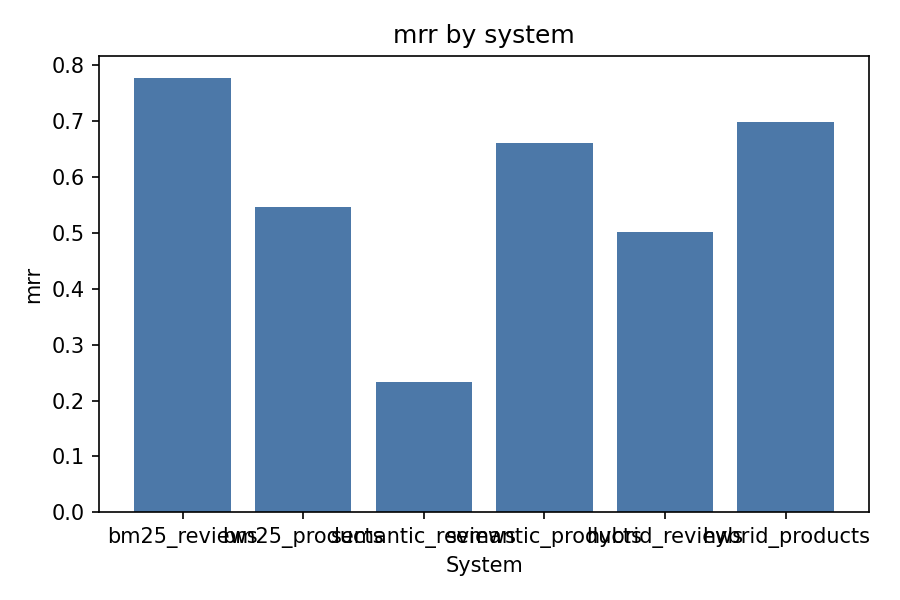 mrr by system
mrr
0.8
0.7
0.6
0.5
0.4
0.3
0.2
0.1
0.0
bm25_reviews bm25_products semantic_reviews semantic_products hybrid_reviews hybrid_products
System